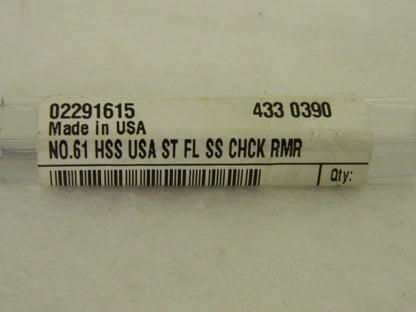 02291615 433 0390
Made in USA
NO.61 HSS USA ST FL SS CHCK RMR
Qty: